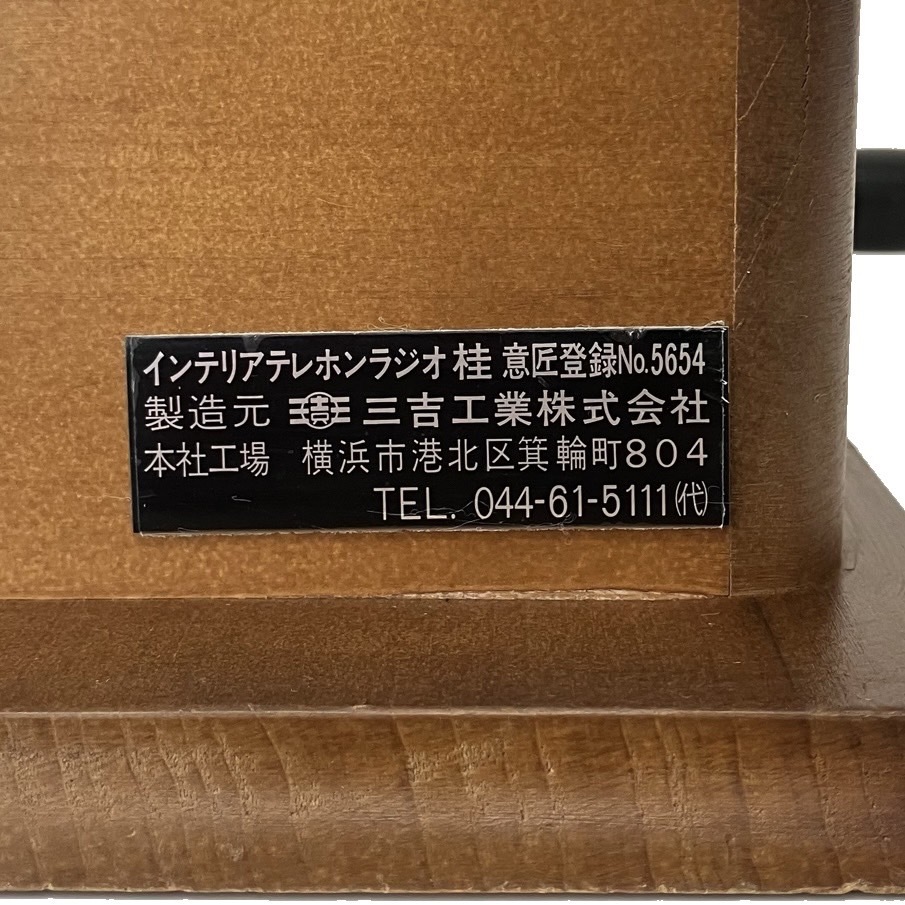 インテリアテレホンラジオ 桂 意匠登録No.5654
製造元 三吉工業株式会社
本社工場 横浜市港北区箕輪町804
TEL. 044-61-5111(代)